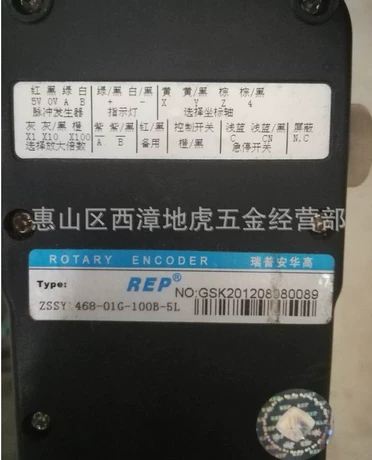 红 黑 绿 白 绿/黑 白/黑 黄 黄/黑 棕 棕/黑
5V 0V A B + - X Y Z 4
脉冲发生器 指示灯 选择坐标轴
灰 灰/黑 橙 紫 紫/黑 红/黑 控制开关 浅蓝 浅蓝/黑 屏蔽
X1 X10 X100 A B 备用 橙/黑 C CN N.C
选择放大倍数 急停开关
惠山区西漳地虎五金经营部
ROTARY ENCODER 瑞普安华高
Type: REP®
NO:GSK201208080089
ZSSY 468-01G-100B-5L
REP